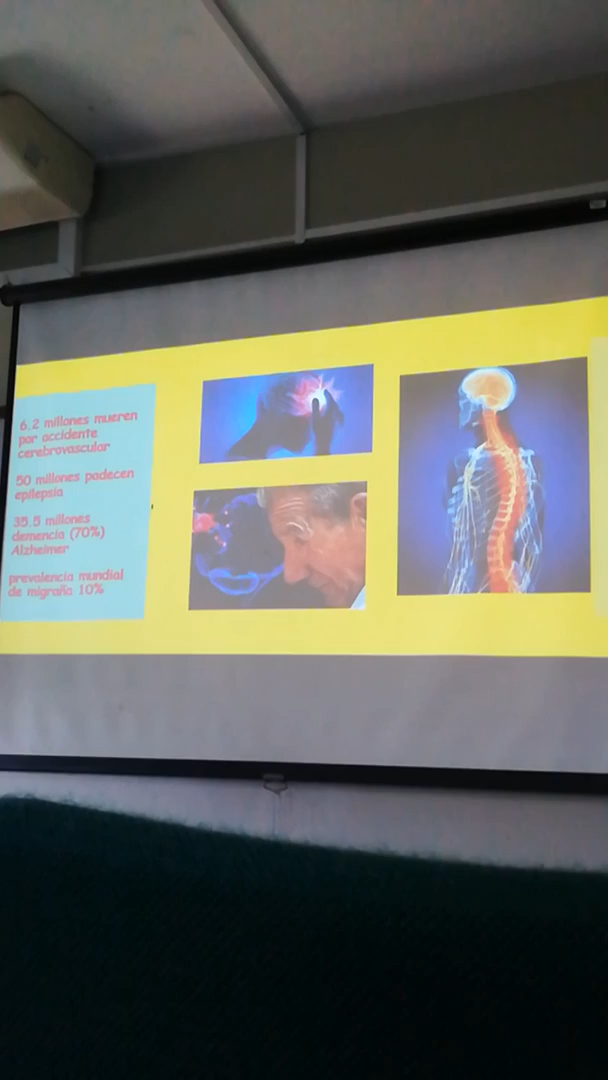 6.2 millones mueren
por accidente
cerebrovascular
50 millones padecen
epilepsia
35.5 millones
demencia (70%)
Alzheimer
prevalencia mundial
de migraña 10%